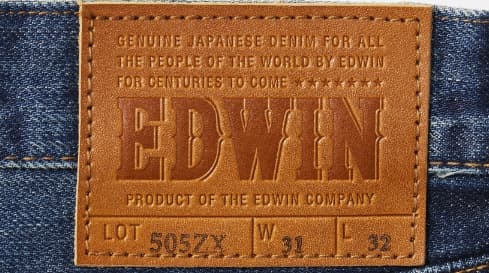 GENUINE JAPANESE DENIM FOR ALL
THE PEOPLE OF THE WORLD BY EDWIN
FOR CENTURIES TO COME ★★★★★★★
EDWIN
PRODUCT OF THE EDWIN COMPANY
LOT 505ZX W 31 L 32